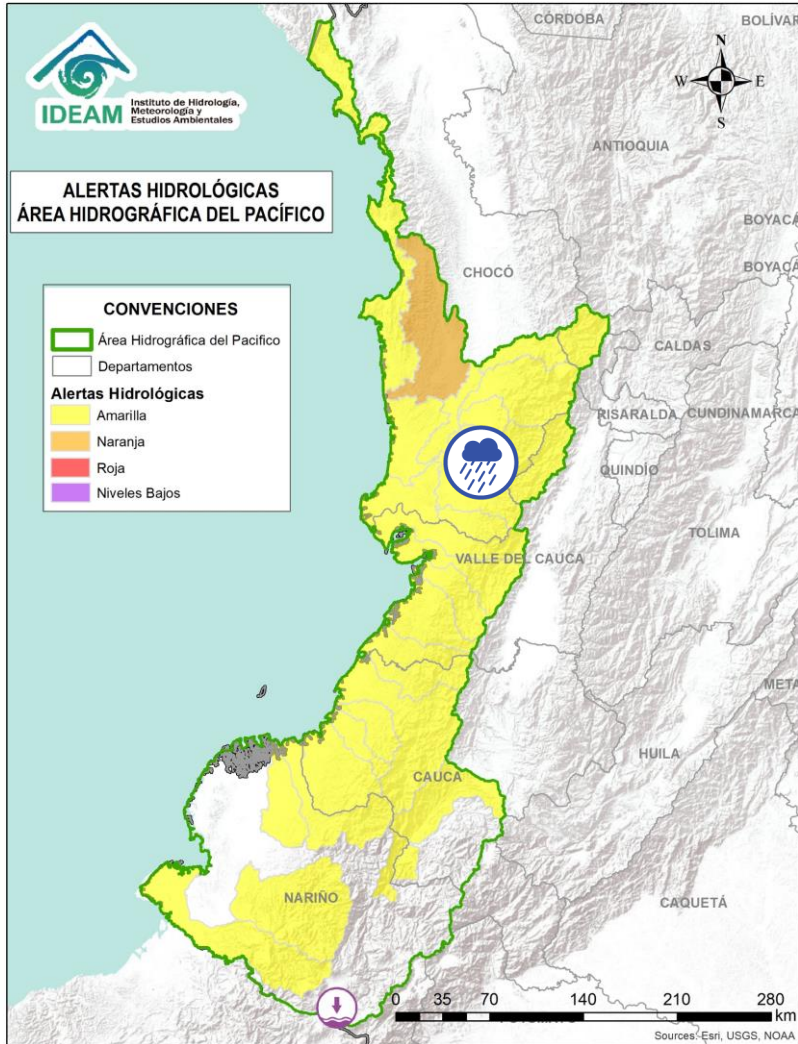 CÓRDOBA
BOLÍVAR
N
W
E
S
IDEAM
Instituto de Hidrología,
Meteorología y
Estudios Ambientales
ANTIOQUIA
ALERTAS HIDROLÓGICAS
ÁREA HIDROGRÁFICA DEL PACÍFICO
BOYACÁ
BOYACÁ
CHOCÓ
CONVENCIONES
Área Hidrográfica del Pacífico
Departamentos
Alertas Hidrológicas
Amarilla
Naranja
Roja
Niveles Bajos
CALDAS
RISARALDA
CUNDINAMARCA
QUINDÍO
TOLIMA
VALLE DEL CAUCA
META
HUILA
CAUCA
NARIÑO
CAQUETÁ
0 35 70 140 210 280
km
Sources: Esri, USGS, NOAA